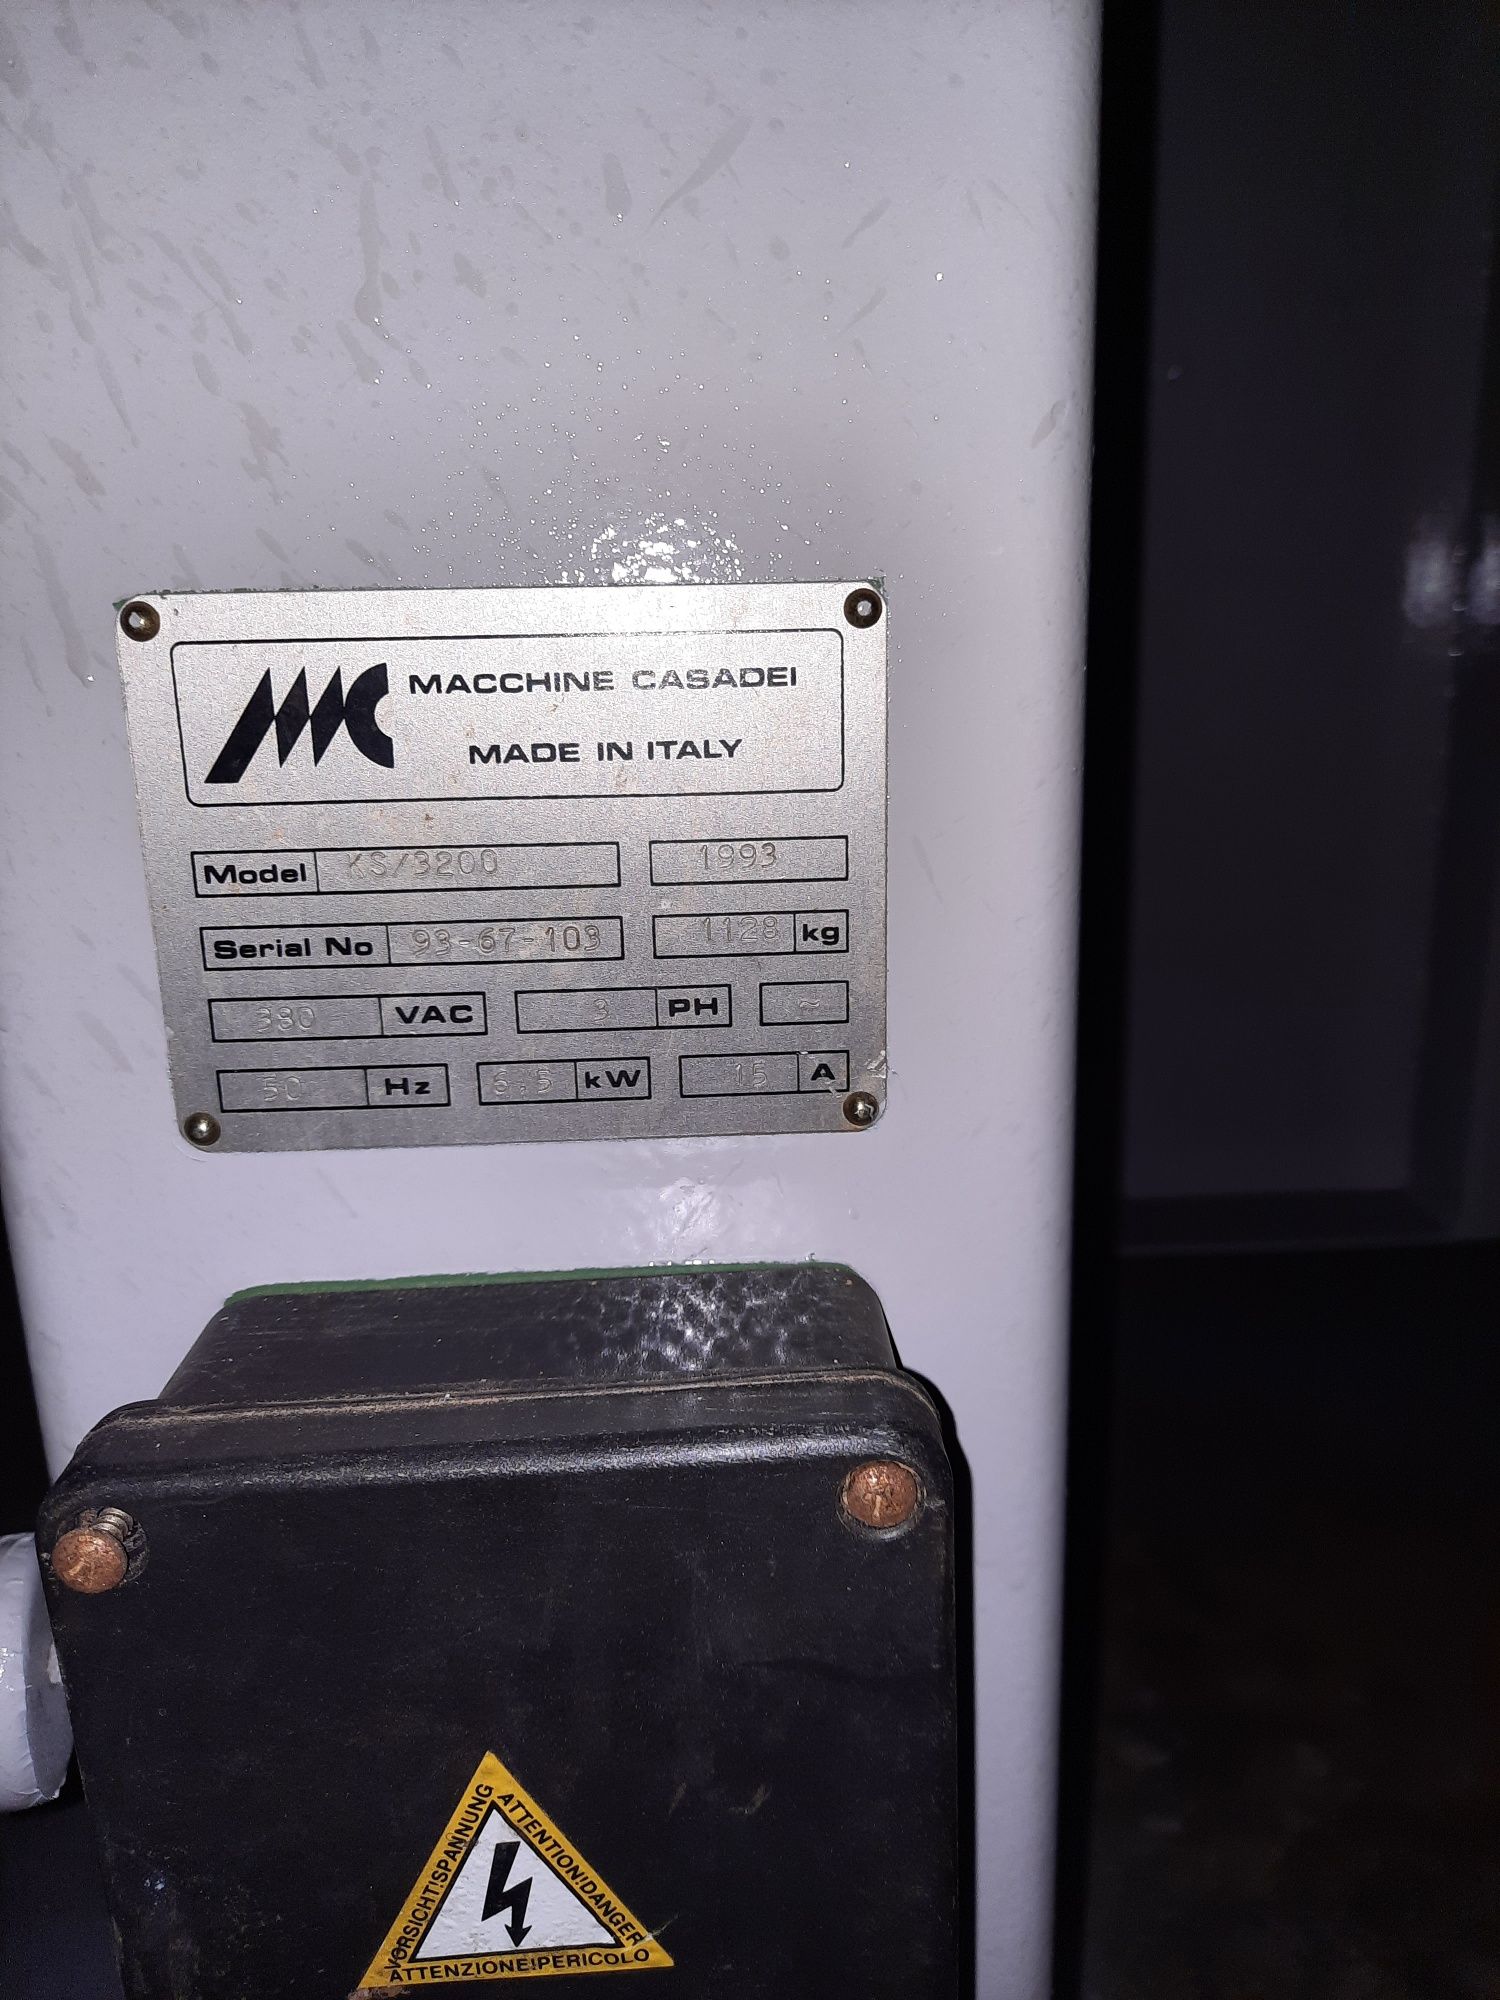 MC MACCHINE CASADEI
MADE IN ITALY
Model KS/3200 1993
Serial No 93-67-103 1128 kg
380 VAC 3 PH ~
50 Hz 6.5 kW 15 A
VORSICHT!SPANNUNG
ATTENTION!DANGER
ATTENZIONE!PERICOLO